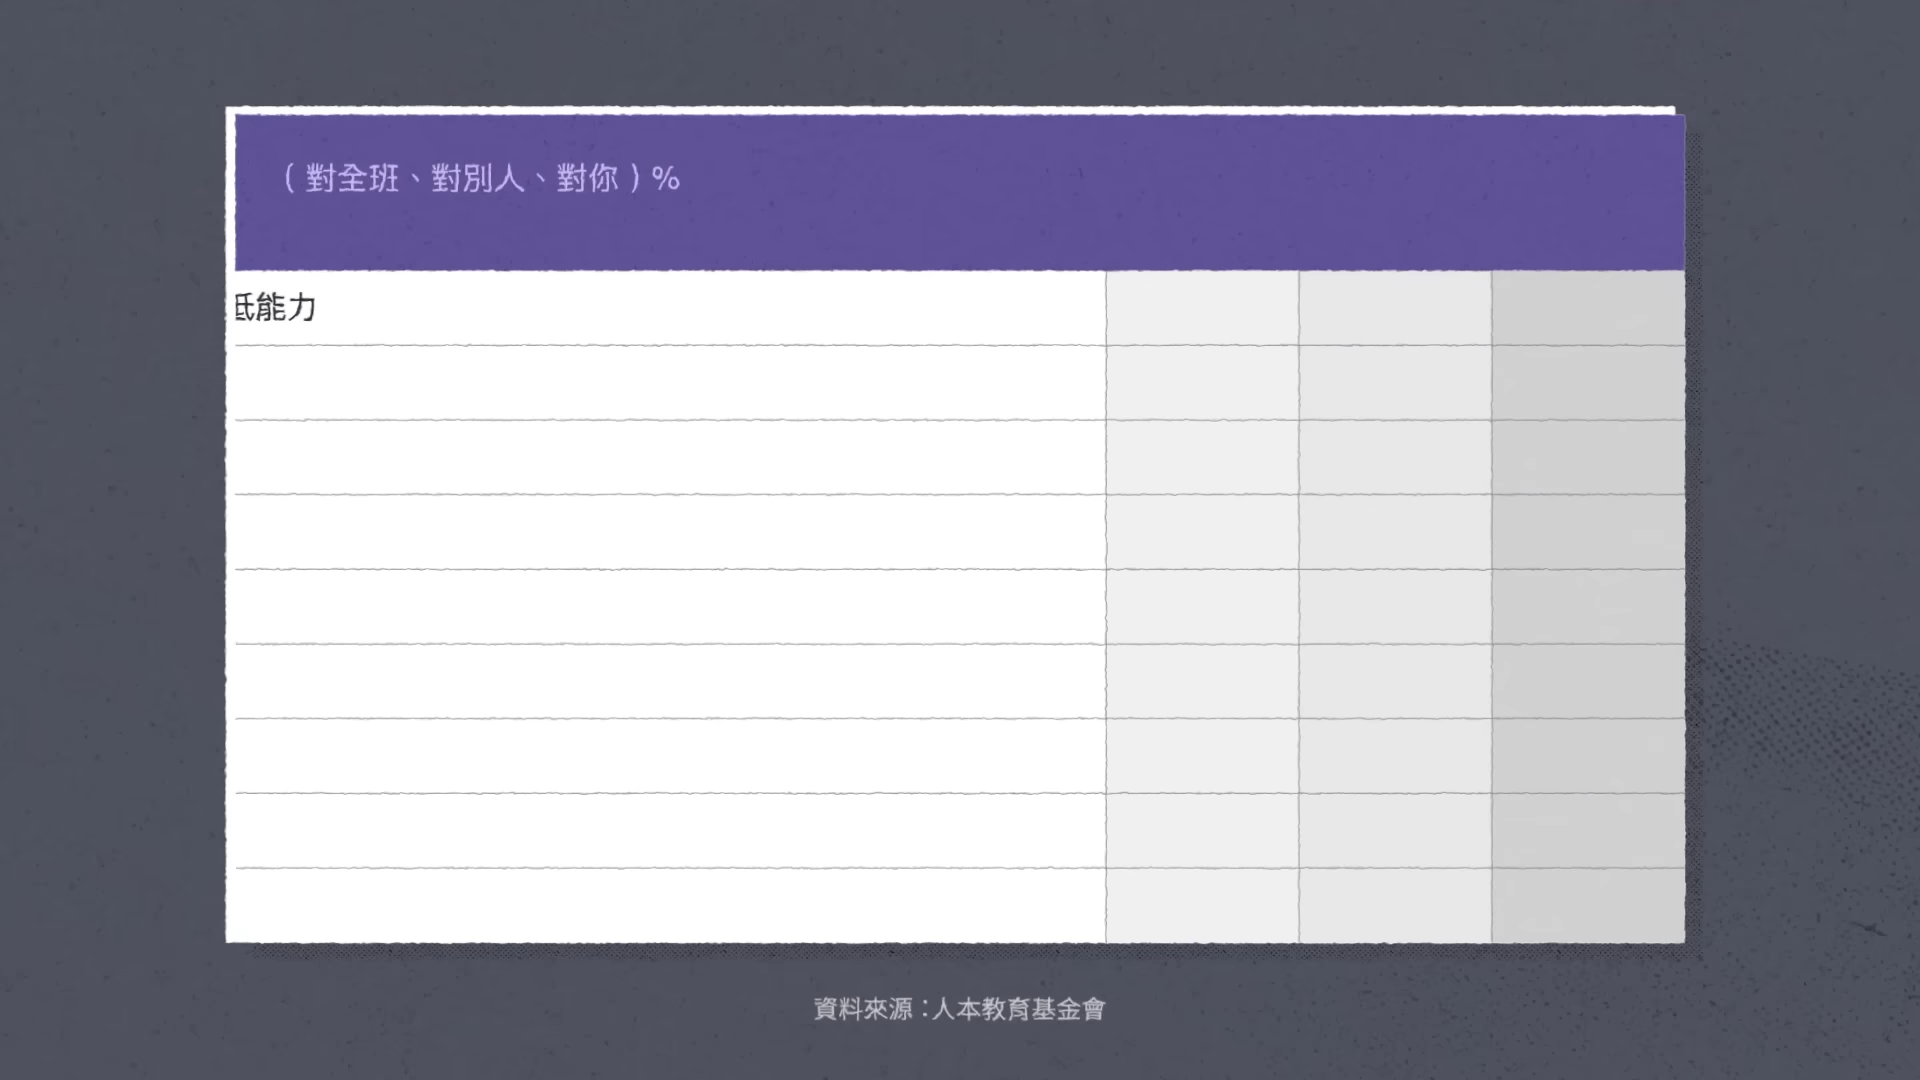 （對全班、對別人、對你）%
低能力
資料來源：人本教育基金會